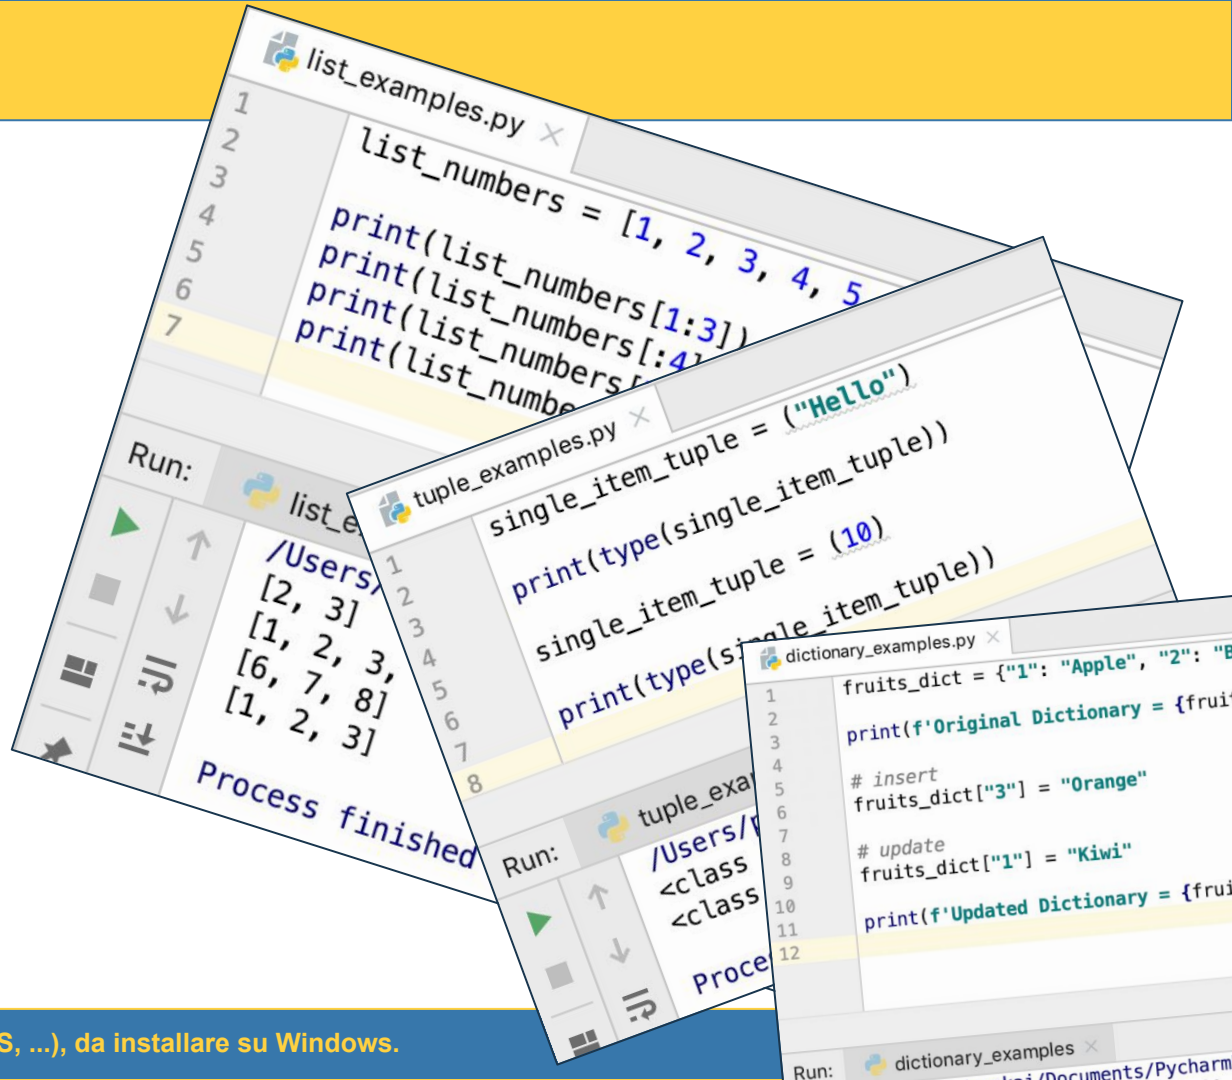 list_examples.py
1
2
3
4
5
6
7
list_numbers = [1, 2, 3, 4, 5
print(list_numbers[1:3])
print(list_numbers[:4]
print(list_numbers[
print(list_numbe
Run:
list_e
/Users/
[2, 3]
[1, 2, 3,
[6, 7, 8]
[1, 2, 3]
Process finished
tuple_examples.py
1
2
3
4
5
6
7
8
single_item_tuple = ("Hello")
print(type(single_item_tuple))
single_item_tuple = (10)
print(type(single_item_tuple))
Run:
tuple_exa
/Users/
<class
<class
Proce
dictionary_examples.py
1
2
3
4
5
6
7
8
9
10
11
12
fruits_dict = {"1": "Apple", "2": "B
print(f'Original Dictionary = {frui
# insert
fruits_dict["3"] = "Orange"
# update
fruits_dict["1"] = "Kiwi"
print(f'Updated Dictionary = {frui
Run:
dictionary_examples
/Documents/Pycharm
S, ...), da installare su Windows.